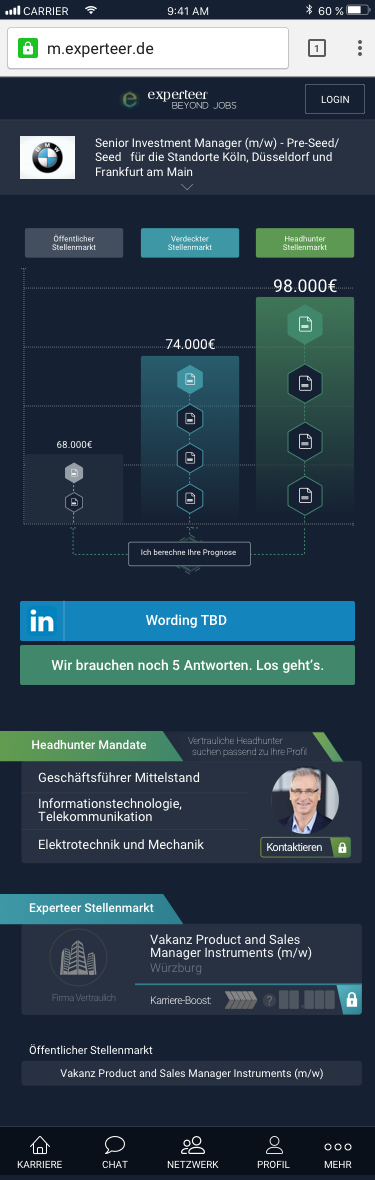 CARRIER 9:41 AM 60 %
m.experteer.de 1
experteer
BEYOND JOBS
LOGIN
BMW
Senior Investment Manager (m/w) - Pre-Seed/
Seed für die Standorte Köln, Düsseldorf und
Frankfurt am Main
Öffentlicher
Stellenmarkt
Verdeckter
Stellenmarkt
Headhunter
Stellenmarkt
98.000€
74.000€
68.000€
Ich berechne Ihre Prognose
in Wording TBD
Wir brauchen noch 5 Antworten. Los geht's.
Headhunter Mandate
Vertrauliche Headhunter
suchen passend zu Ihre Profil
Geschäftsführer Mittelstand
Informationstechnologie,
Telekommunikation
Elektrotechnik und Mechanik
Kontaktieren
Experteer Stellenmarkt
Vakanz Product and Sales
Manager Instruments (m/w)
Würzburg
Firma Vertraulich
Karriere-Boost: ?
Öffentlicher Stellenmarkt
Vakanz Product and Sales Manager Instruments (m/w)
KARRIERE CHAT NETZWERK PROFIL MEHR